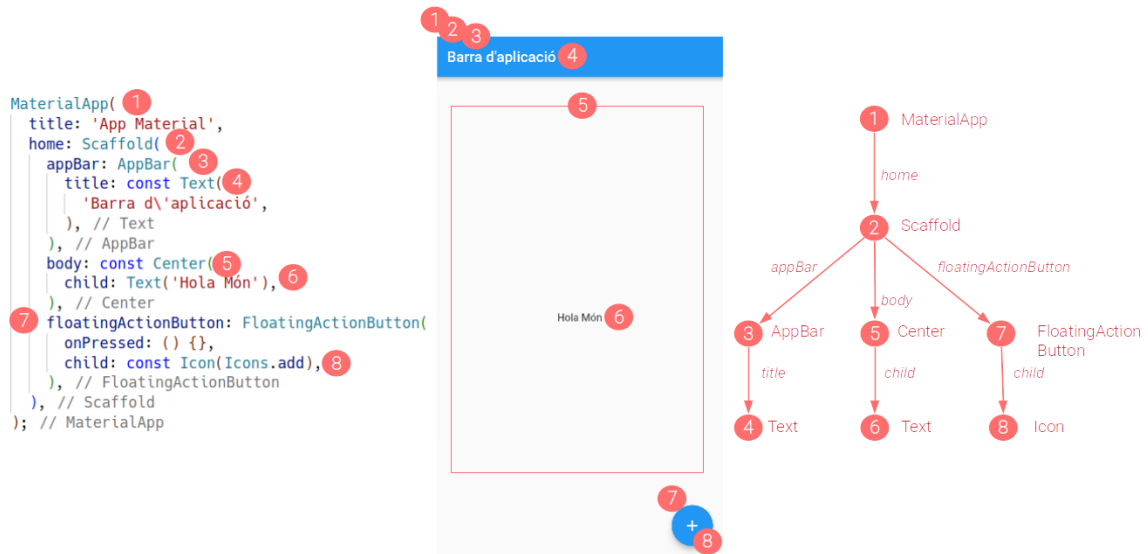 MaterialApp( 1
title: 'App Material',
home: Scaffold( 2
appBar: AppBar( 3
title: const Text( 4
'Barra d\'aplicació',
), // Text
), // AppBar
body: const Center( 5
child: Text('Hola Món'), 6
), // Center
7 floatingActionButton: FloatingActionButton(
onPressed: () {},
child: const Icon(Icons.add), 8
), // FloatingActionButton
), // Scaffold
); // MaterialApp
1
2
3
Barra d'aplicació 4
5
Hola Món 6
7
+
8
1 MaterialApp
home
2 Scaffold
appBar
floatingActionButton
body
3 AppBar
5 Center
7 FloatingAction
Button
title
child
child
4 Text
6 Text
8 Icon